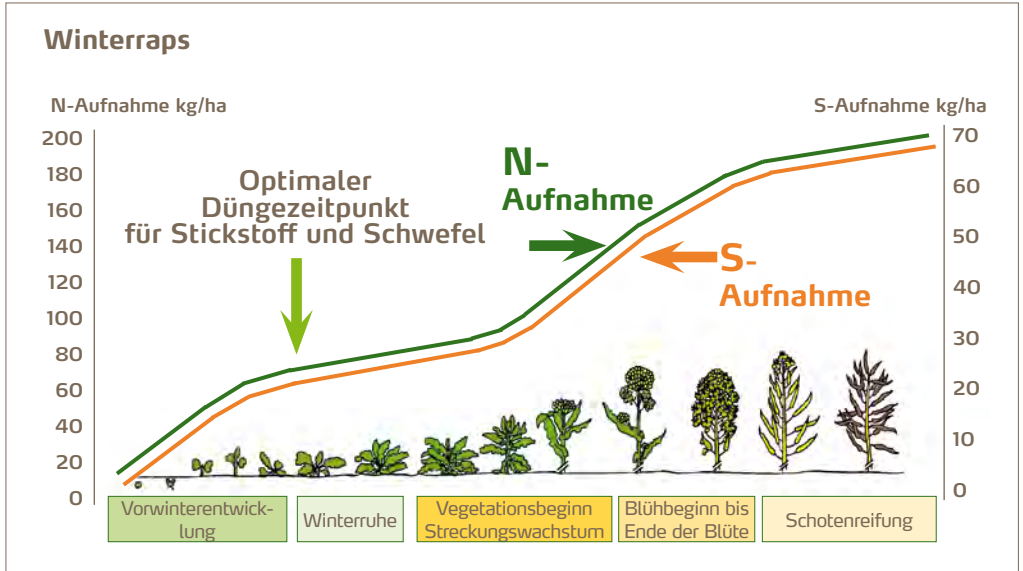 Winterraps
N-Aufnahme kg/ha
S-Aufnahme kg/ha
200
180
160
140
120
100
80
60
40
20
0
70
60
50
40
30
20
10
0
Optimaler
Düngezeitpunkt
für Stickstoff und Schwefel
N-
Aufnahme
S-
Aufnahme
Vorwinterentwick-
lung
Winterruhe
Vegetationsbeginn
Streckungswachstum
Blühbeginn bis
Ende der Blüte
Schotenreifung